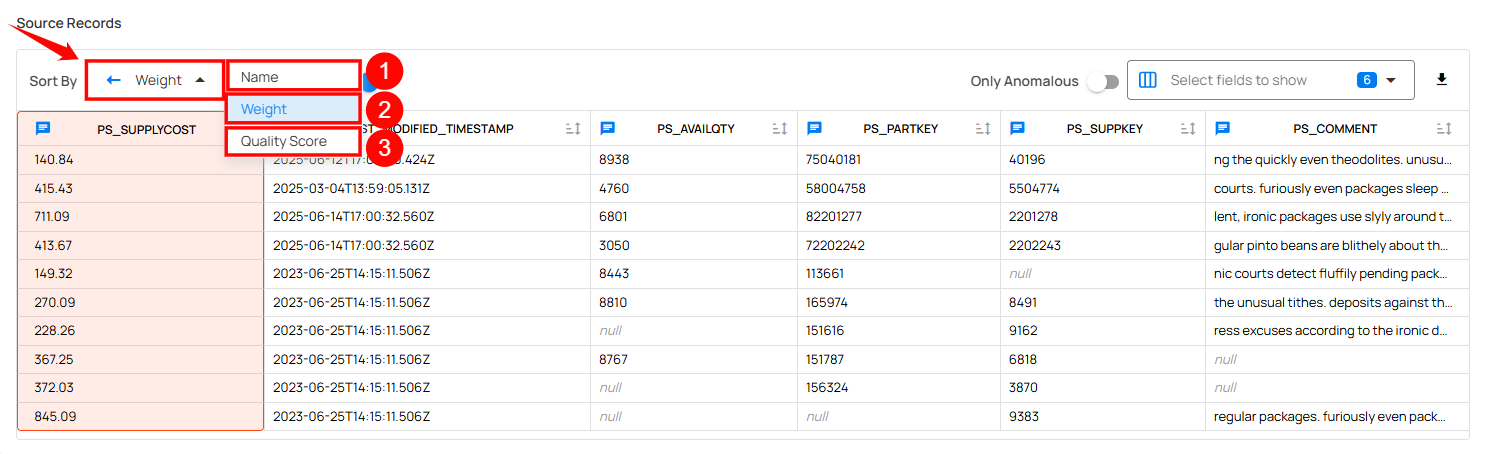 Source Records
Sort By Weight Name 1 Only Anomalous Select fields to show 6
Weight 2
Quality Score 3
PS_SUPPLYCOST ST_MODIFIED_TIMESTAMP PS_AVAILQTY PS_PARTKEY PS_SUPPKEY PS_COMMENT
140.84 2025-06-12T17:0 .424Z 8938 75040181 40196 ng the quickly even theodolites. unusu...
415.43 2025-03-04T13:59:05.131Z 4760 58004758 5504774 courts. furiously even packages sleep ...
711.09 2025-06-14T17:00:32.560Z 6801 82201277 2201278 lent, ironic packages use slyly around t...
413.67 2025-06-14T17:00:32.560Z 3050 72202242 2202243 gular pinto beans are blithely about th...
149.32 2023-06-25T14:15:11.506Z 8443 113661 null nic courts detect fluffily pending pack...
270.09 2023-06-25T14:15:11.506Z 8810 165974 8491 the unusual tithes. deposits against th...
228.26 2023-06-25T14:15:11.506Z null 151616 9162 ress excuses according to the ironic d...
367.25 2023-06-25T14:15:11.506Z 8767 151787 6818 null
372.03 2023-06-25T14:15:11.506Z null 156324 3870 null
845.09 2023-06-25T14:15:11.506Z null null 9383 regular packages. furiously even pack...